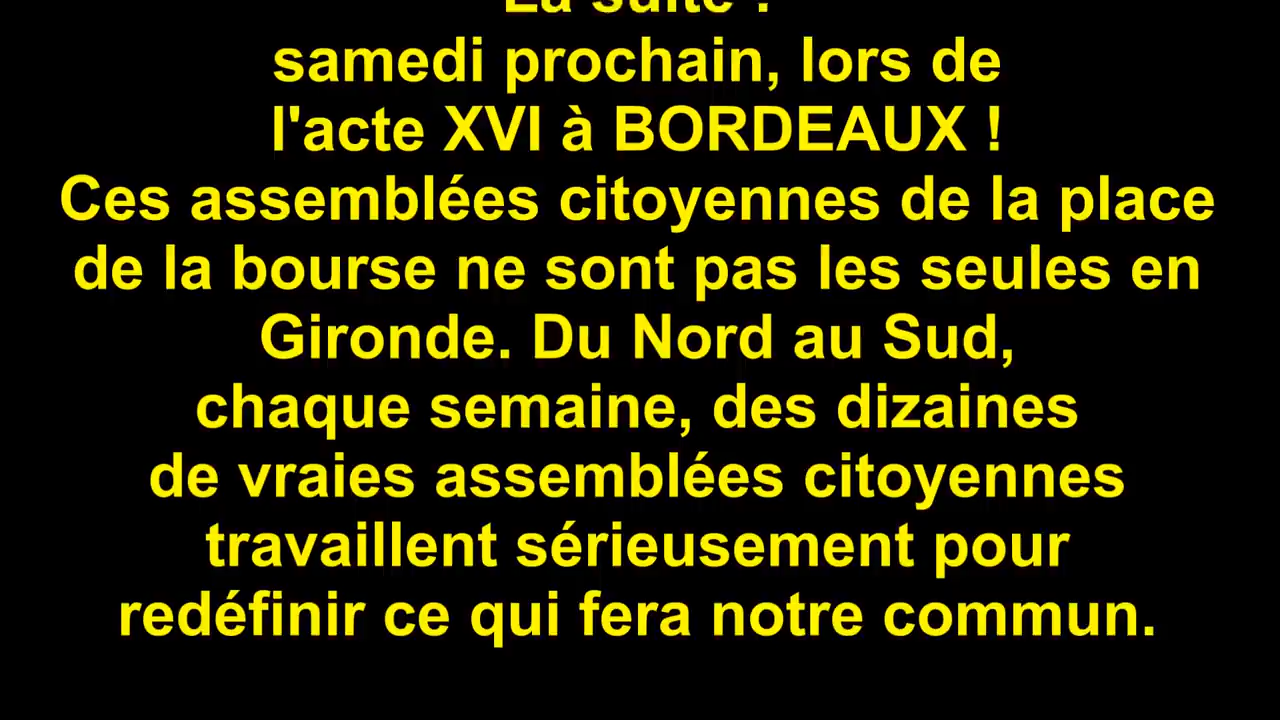 La suite :
samedi prochain, lors de
l'acte XVI à BORDEAUX !
Ces assemblées citoyennes de la place
de la bourse ne sont pas les seules en
Gironde. Du Nord au Sud,
chaque semaine, des dizaines
de vraies assemblées citoyennes
travaillent sérieusement pour
redéfinir ce qui fera notre commun.